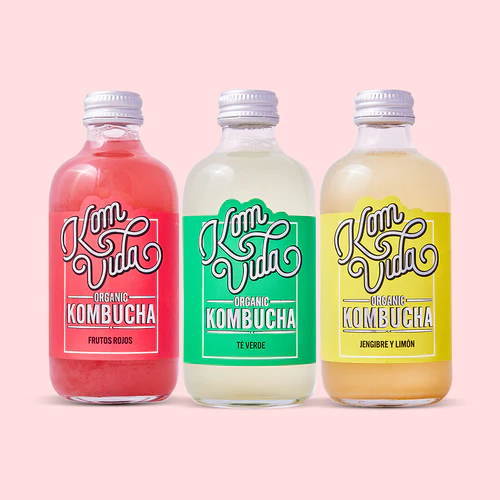 Kom
Vida
ORGANIC
KOMBUCHA
FRUTOS ROJOS
Kom
Vida
ORGANIC
KOMBUCHA
TÉ VERDE
Kom
Vida
ORGANIC
KOMBUCHA
JENGIBRE Y LIMÓN